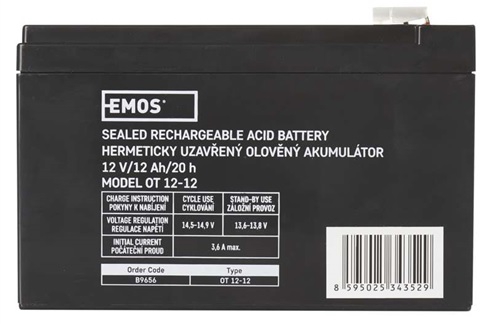 EMOS®
SEALED RECHARGEABLE ACID BATTERY
HERMETICKY UZAVŘENÝ OLOVĚNÝ AKUMULÁTOR
12 V/12 Ah/20 h
MODEL OT 12-12
CHARGE INSTRUCTION CYCLE USE STAND-BY USE
POKYNY K NABÍJENÍ CYKLOVÁNÍ ZÁLOŽNÍ PROVOZ
VOLTAGE REGULATION 14,5-14,9 V 13,6-13,8 V
REGULACE NAPĚTÍ
INITIAL CURRENT 3,6 A max.
POČÁTEČNÍ PROUD
Order Code Type
B9656 OT 12-12
8 595025 343529